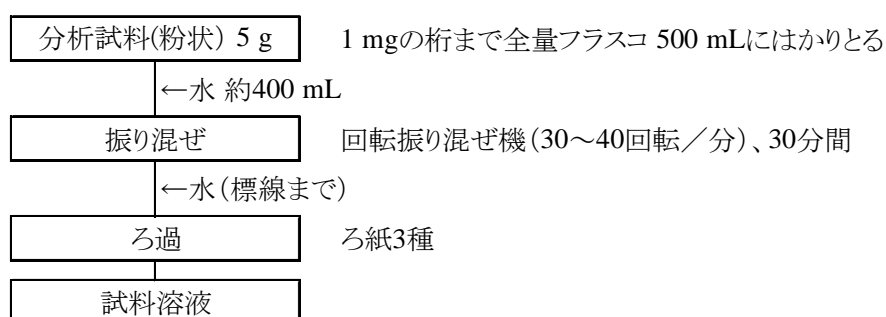 分析試料(粉状) 5 g　1 mgの桁まで全量フラスコ 500 mLにはかりとる
←水 約400 mL
振り混ぜ　回転振り混ぜ機(30～40回転／分)、30分間
←水(標線まで)
ろ過　ろ紙3種
試料溶液